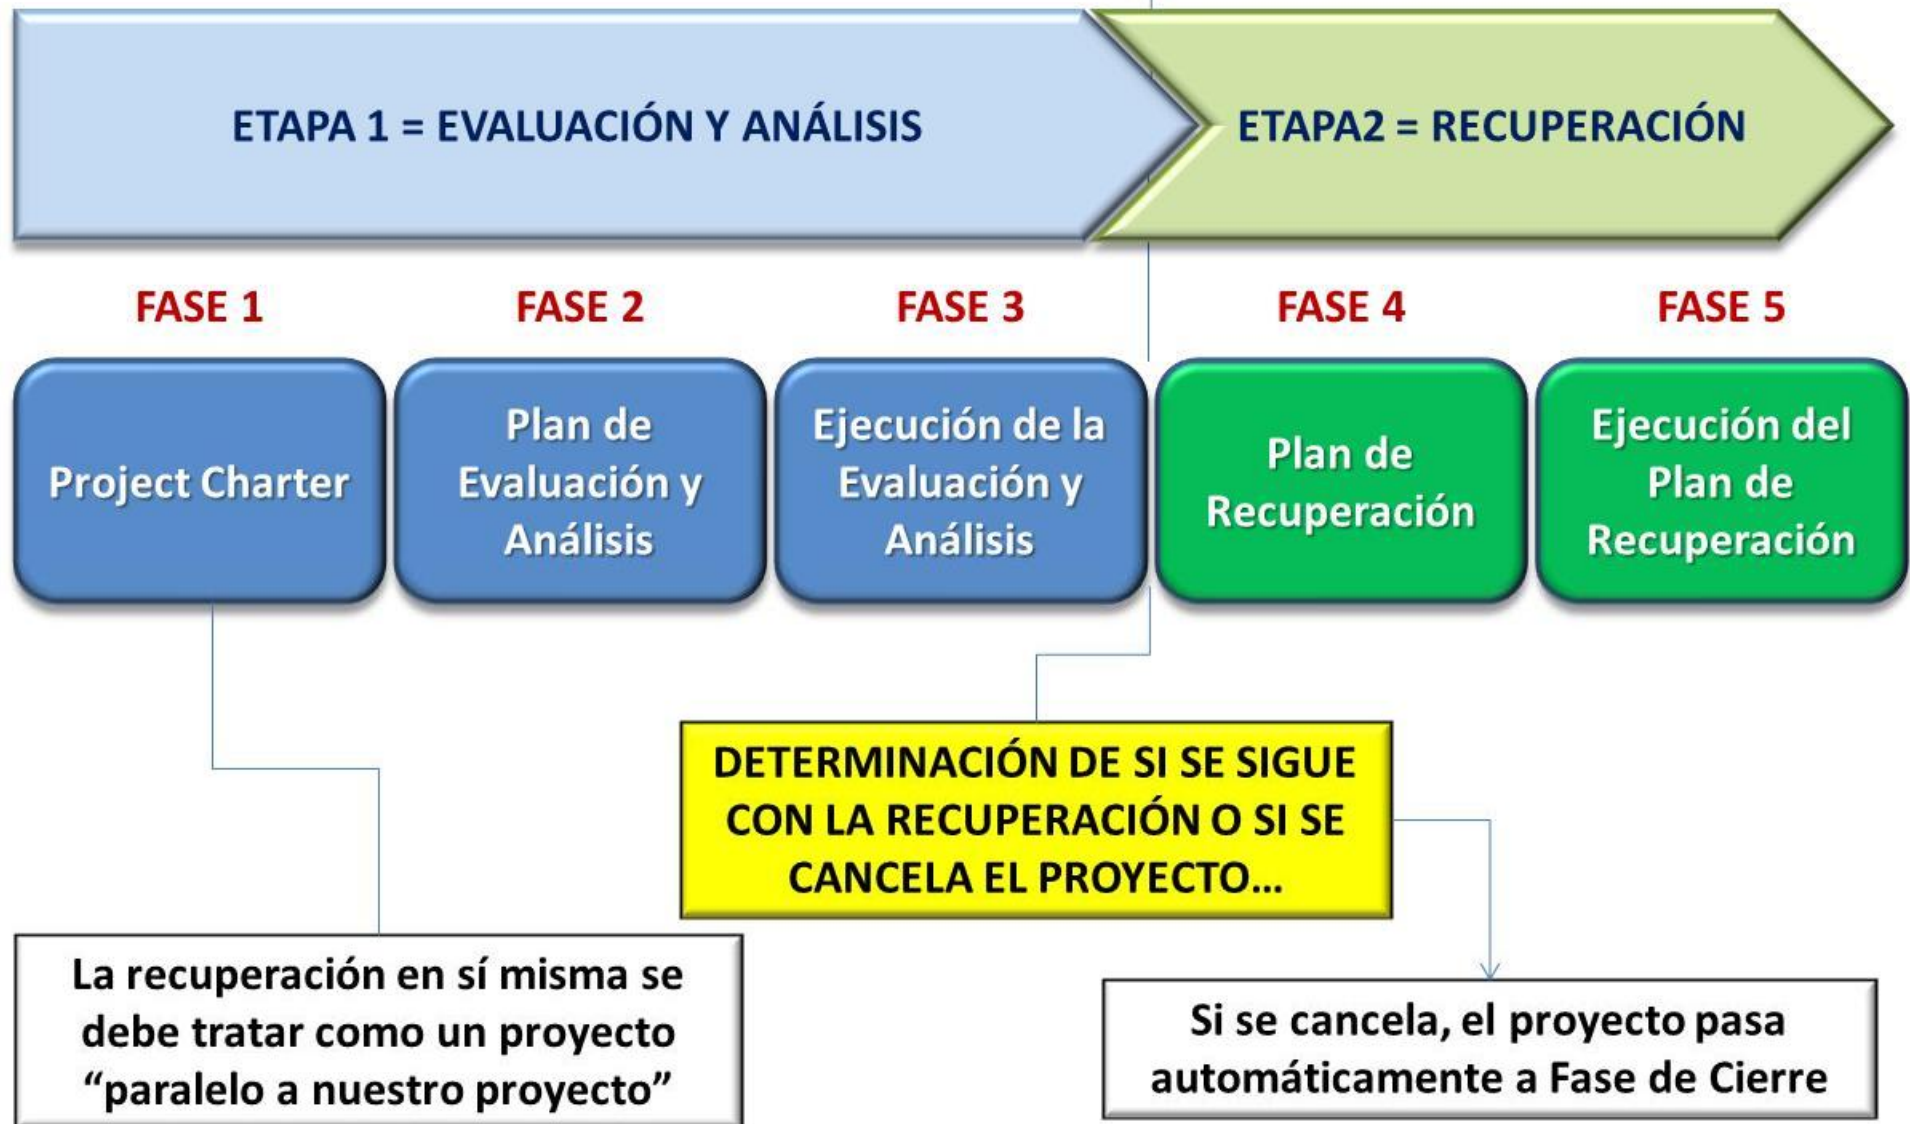 ETAPA 1 = EVALUACIÓN Y ANÁLISIS
ETAPA2 = RECUPERACIÓN
FASE 1
FASE 2
FASE 3
FASE 4
FASE 5
Project Charter
Plan de
Evaluación y
Análisis
Ejecución de la
Evaluación y
Análisis
Plan de
Recuperación
Ejecución del
Plan de
Recuperación
DETERMINACIÓN DE SI SE SIGUE
CON LA RECUPERACIÓN O SI SE
CANCELA EL PROYECTO...
La recuperación en sí misma se
debe tratar como un proyecto
“paralelo a nuestro proyecto”
Si se cancela, el proyecto pasa
automáticamente a Fase de Cierre